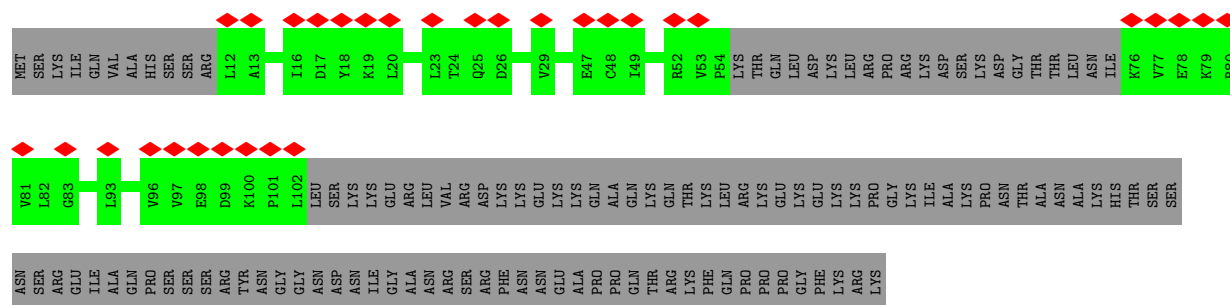 MET SER LYS ILE GLN VAL ALA HIS SER SER ARG L12 A13 I16 D17 Y18 K19 L20 L23 T24 Q25 D26 V29 E47 C48 I49 R52 V53 P54 LYS THR GLN LEU ASP LYS LEU ARG PRO ARG LYS ASP SER LYS ASP GLY THR THR LEU ASN ILE K76 V77 E78 K79
V81 L82 G83 L93 V96 V97 E98 D99 K100 P101 L102 LEU SER LYS LYS GLU ARG LEU VAL ARG ASP LYS LYS GLU LYS LYS GLN ALA GLN LYS GLN THR LYS LEU ARG LYS GLU LYS GLU LYS LYS PRO GLY LYS ILE ALA LYS PRO ASN THR ALA ASN ALA LYS HIS THR SER SER
ASN SER ARG GLU ILE ALA GLN PRO SER SER SER ARG TYR ASN GLY GLY ASN ASP ASN ILE GLY ALA ASN ARG SER ARG PHE ASN ASN GLU ALA PRO PRO GLN THR ARG LYS PHE GLN PRO PRO PRO GLY PHE LYS ARG LYS